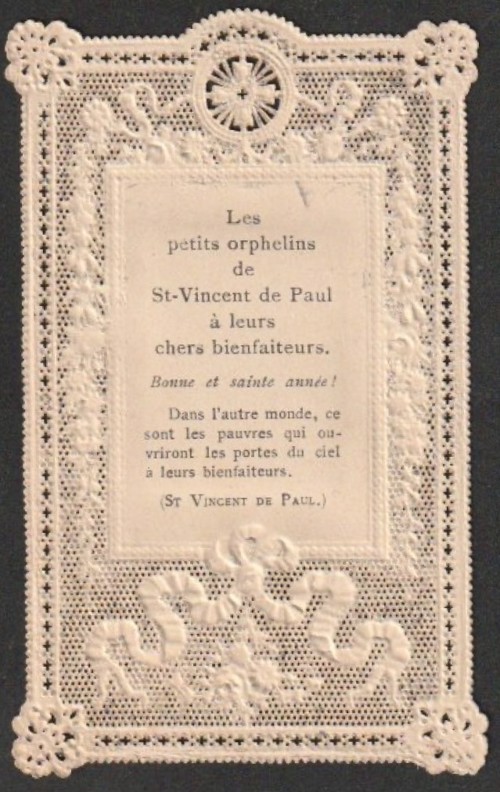 Les
petits orphelins
de
St-Vincent de Paul
à leurs
chers bienfaiteurs.
Bonne et sainte année!
Dans l'autre monde, ce
sont les pauvres qui ou-
vriront les portes du ciel
à leurs bienfaiteurs.
(St Vincent de Paul.)